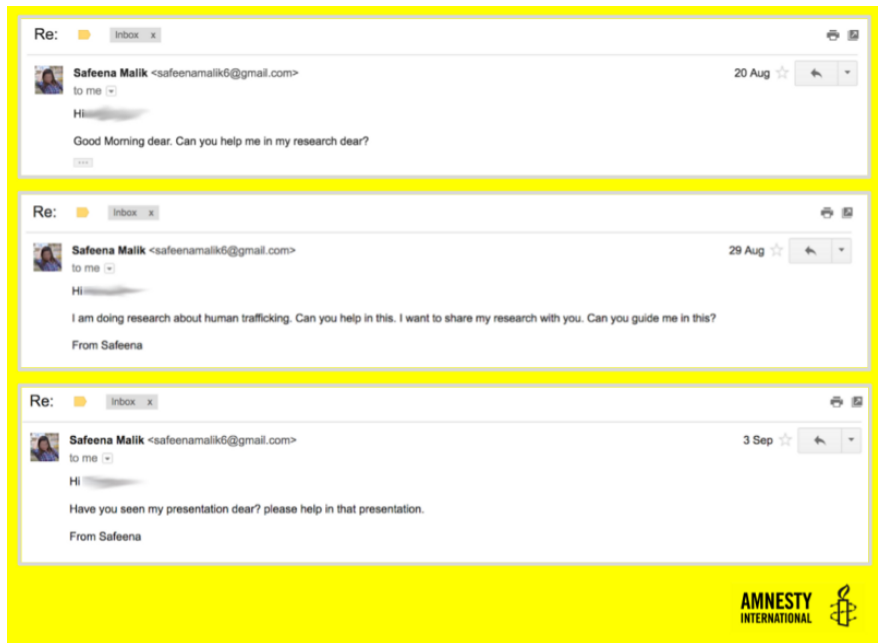 Re: Inbox x
Safeena Malik <safeenamalik6@gmail.com> 20 Aug
to me
Hi
Good Morning dear. Can you help me in my research dear?
Re: Inbox x
Safeena Malik <safeenamalik6@gmail.com> 29 Aug
to me
Hi
I am doing research about human trafficking. Can you help in this. I want to share my research with you. Can you guide me in this?
From Safeena
Re: Inbox x
Safeena Malik <safeenamalik6@gmail.com> 3 Sep
to me
Hi
Have you seen my presentation dear? please help in that presentation.
From Safeena
AMNESTY
INTERNATIONAL